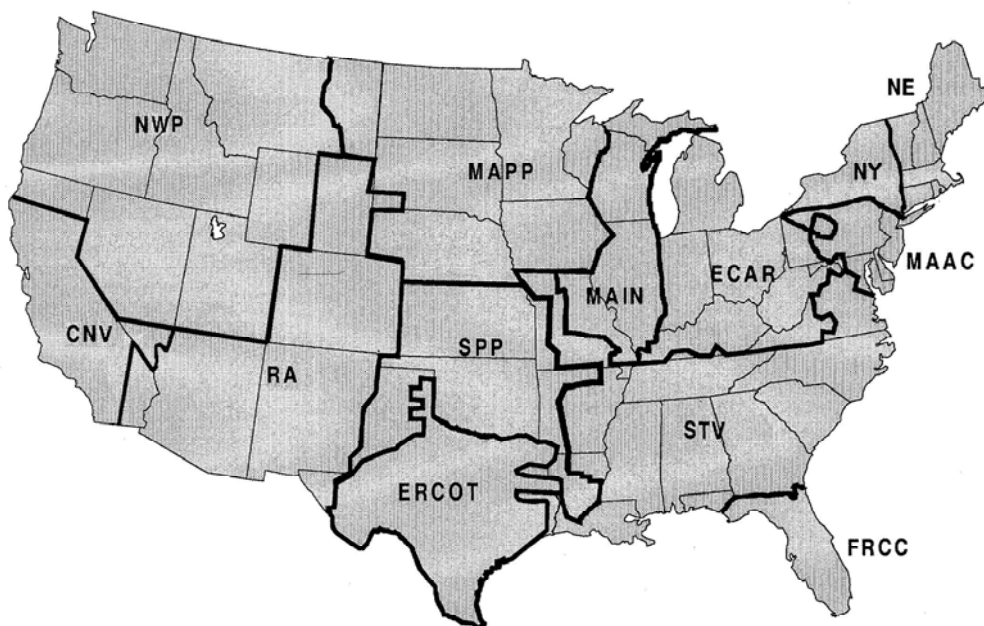 NE
NWP
MAPP
NY
MAAC
ECAR
MAIN
CNV
SPP
RA
STV
ERCOT
FRCC